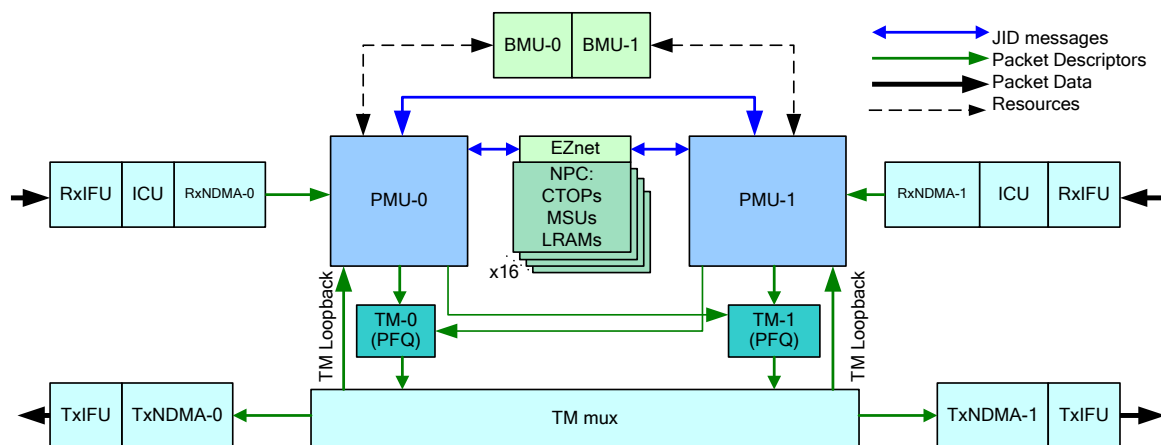 BMU-0 BMU-1
JID messages
Packet Descriptors
Packet Data
Resources
RxIFU ICU RxNDMA-0
PMU-0
EZnet
NPC:
CTOPs
MSUs
LRAMs
x16
PMU-1
RxNDMA-1 ICU RxIFU
TM Loopback
TM-0
(PFQ)
TM-1
(PFQ)
TM Loopback
TxIFU TxNDMA-0
TM mux
TxNDMA-1 TxIFU